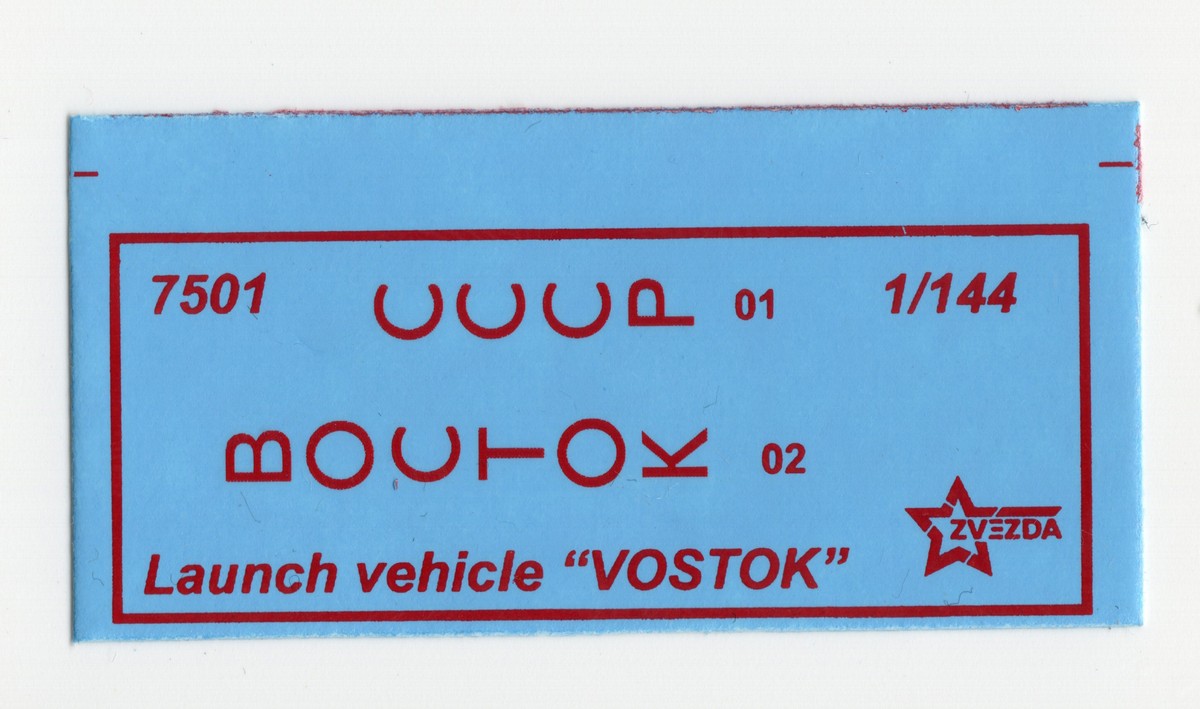 7501 СССР 01 1/144
ВОСТОК 02
ZVEZDA
Launch vehicle “VOSTOK”